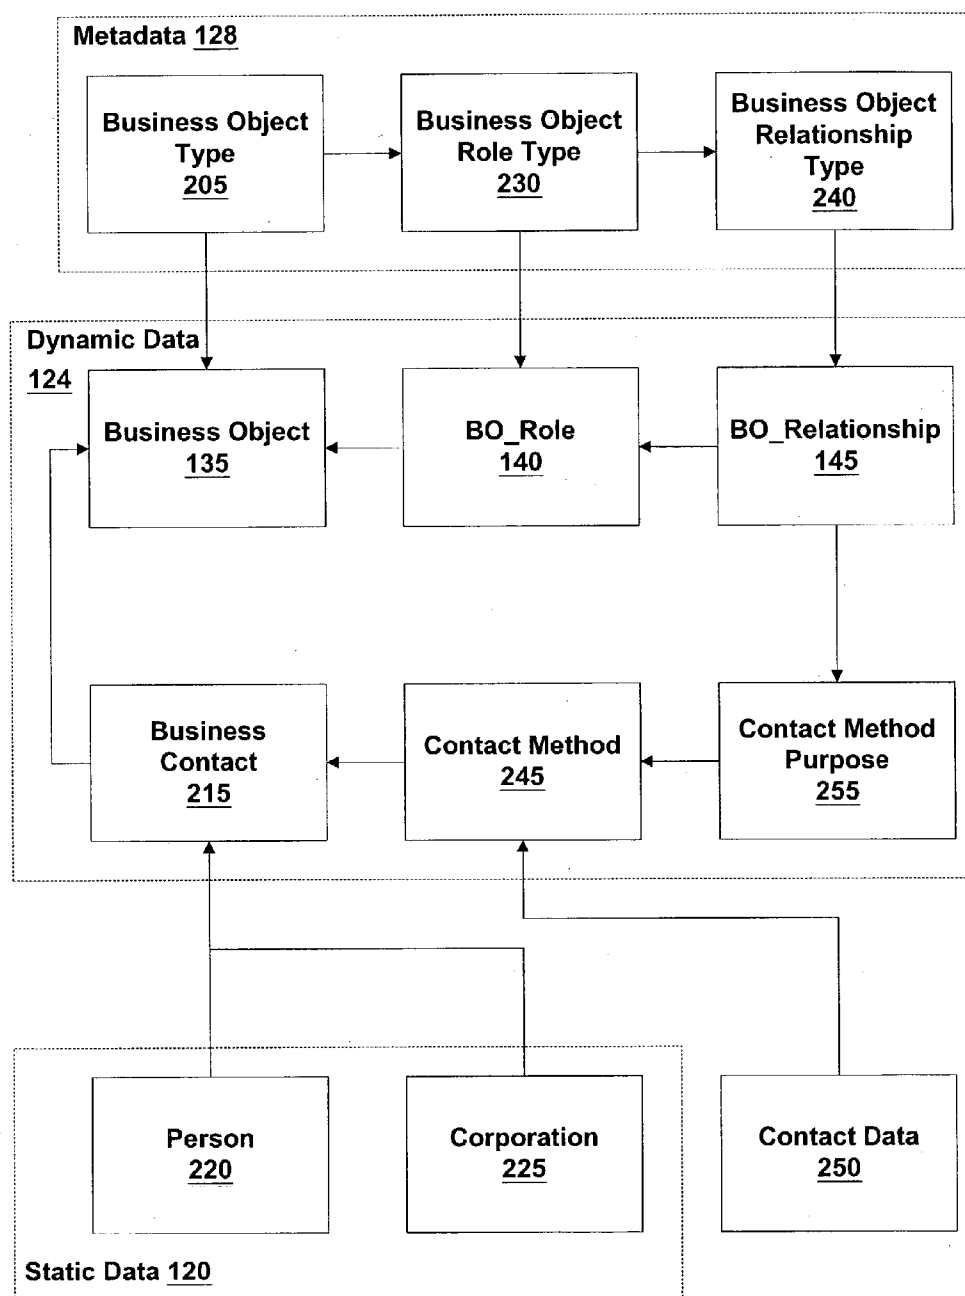 Metadata 128
Business Object
Type
205
Business Object
Role Type
230
Business Object
Relationship
Type
240
Dynamic Data
124
Business Object
135
BO_Role
140
BO_Relationship
145
Business
Contact
215
Contact Method
245
Contact Method
Purpose
255
Person
220
Corporation
225
Contact Data
250
Static Data 120